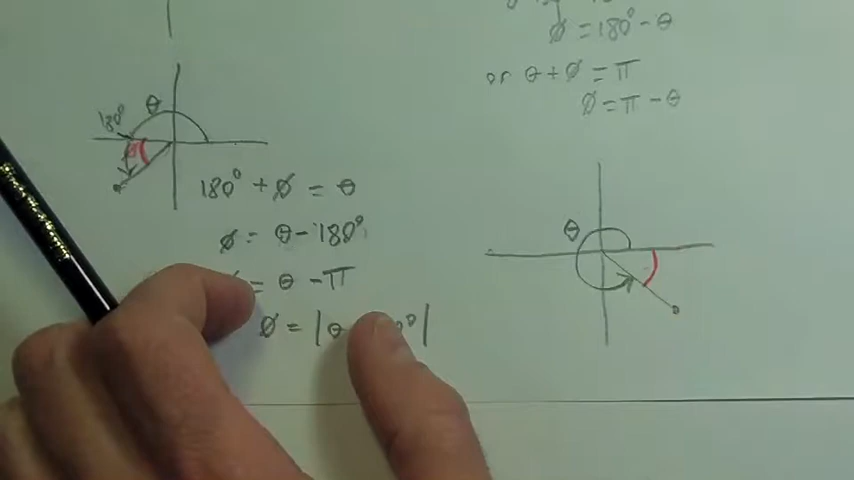 ø = 180° - θ
or θ + ø = π
ø = π - θ
θ
180°
180° + ø = θ
ø = θ - 180°
= θ - π
ø = |θ
θ